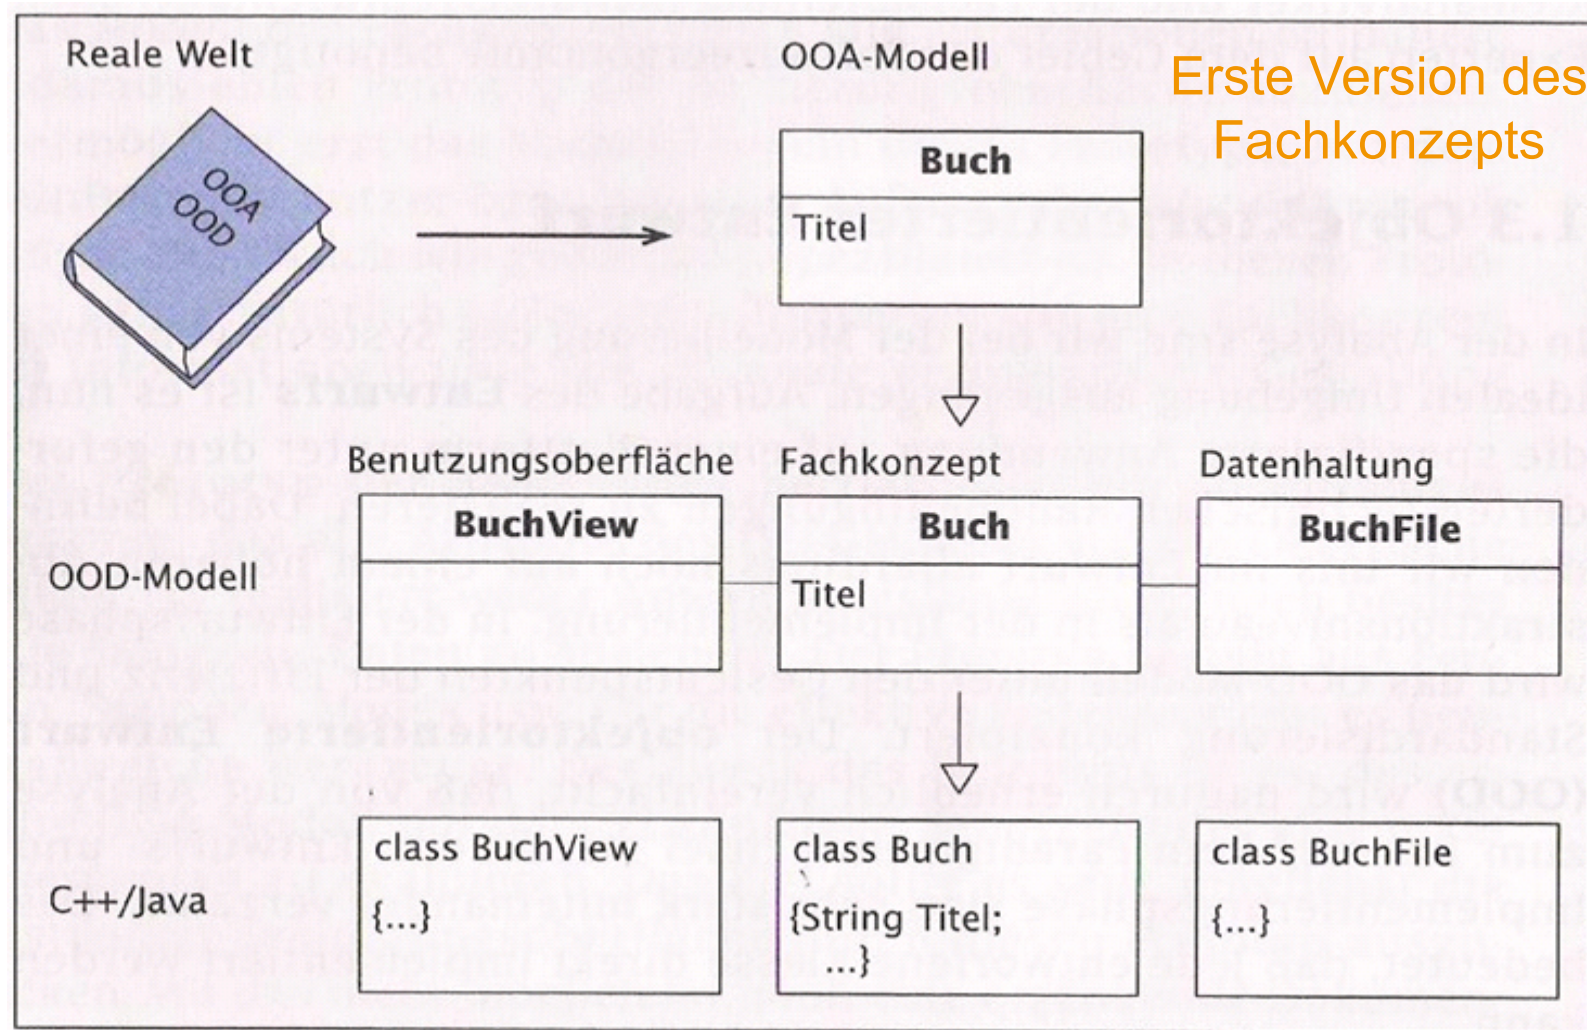 Reale Welt
OOA-Modell
Erste Version des
Fachkonzepts
OOA
OOD
Buch
Titel
Benutzungsoberfläche
Fachkonzept
Datenhaltung
OOD-Modell
BuchView
Buch
Titel
BuchFile
C++/Java
class BuchView
{...}
class Buch
{String Titel;
...}
class BuchFile
{...}